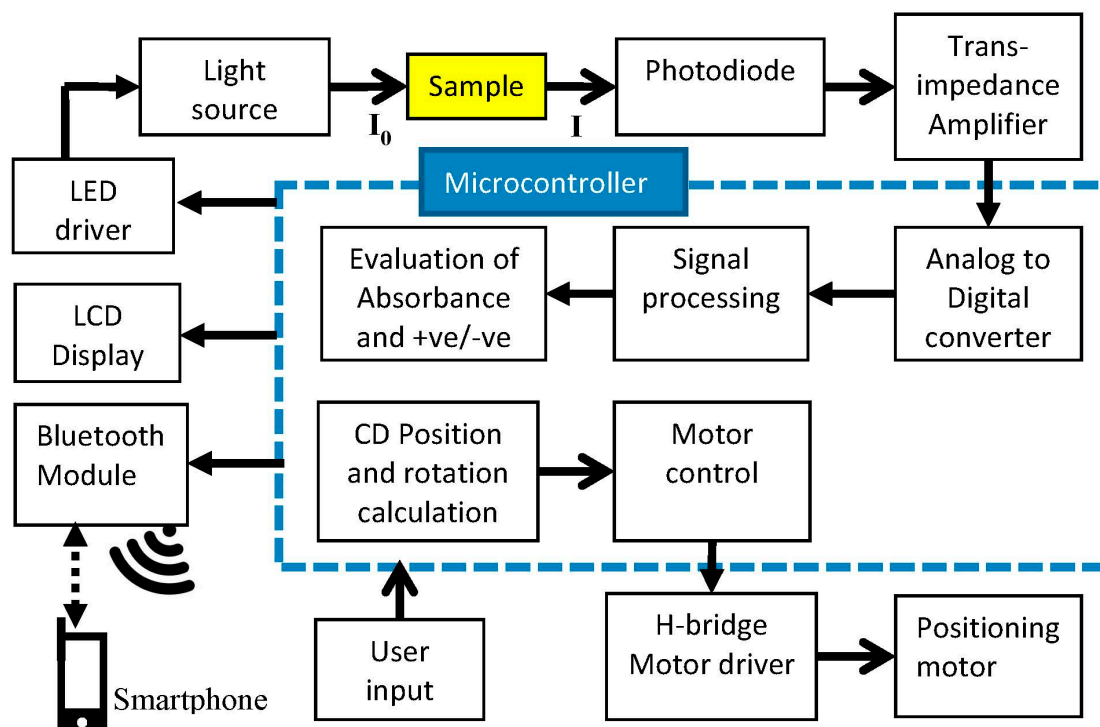 Light
source
I0
Sample
I
Photodiode
Trans-
impedance
Amplifier
LED
driver
Microcontroller
Evaluation of
Absorbance
and +ve/-ve
Signal
processing
Analog to
Digital
converter
LCD
Display
Bluetooth
Module
CD Position
and rotation
calculation
Motor
control
User
input
H-bridge
Motor driver
Positioning
motor
Smartphone